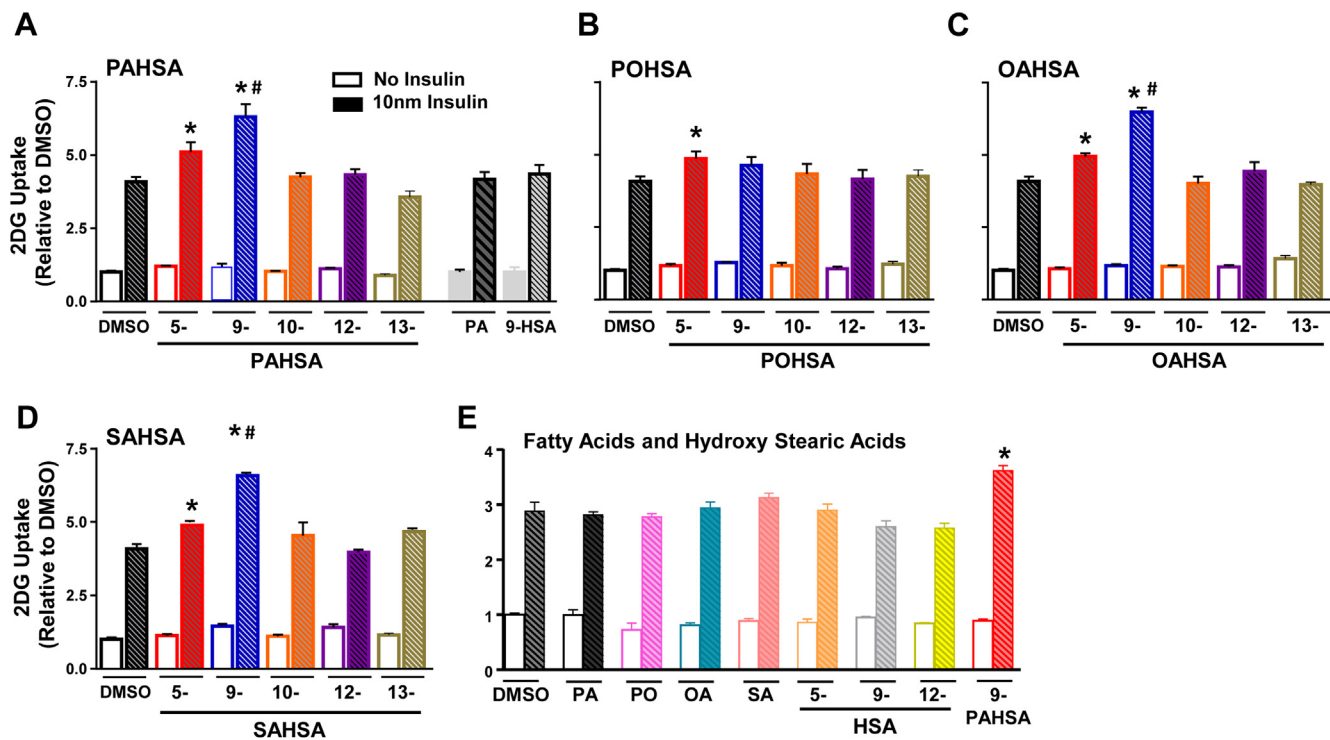 A
PAHSA
No Insulin
10nm Insulin
2DG Uptake
(Relative to DMSO)
7.5
5.0
2.5
0.0
* * #
DMSO 5- 9- 10- 12- 13- PA 9-HSA
PAHSA
B
POHSA
*
DMSO 5- 9- 10- 12- 13-
POHSA
C
OAHSA
* * #
DMSO 5- 9- 10- 12- 13-
OAHSA
D
SAHSA
2DG Uptake
(Relative to DMSO)
7.5
5.0
2.5
0.0
* * #
DMSO 5- 9- 10- 12- 13-
SAHSA
E
Fatty Acids and Hydroxy Stearic Acids
4
3
2
1
0
*
DMSO PA PO OA SA 5- 9- 12- 9-
HSA PAHSA